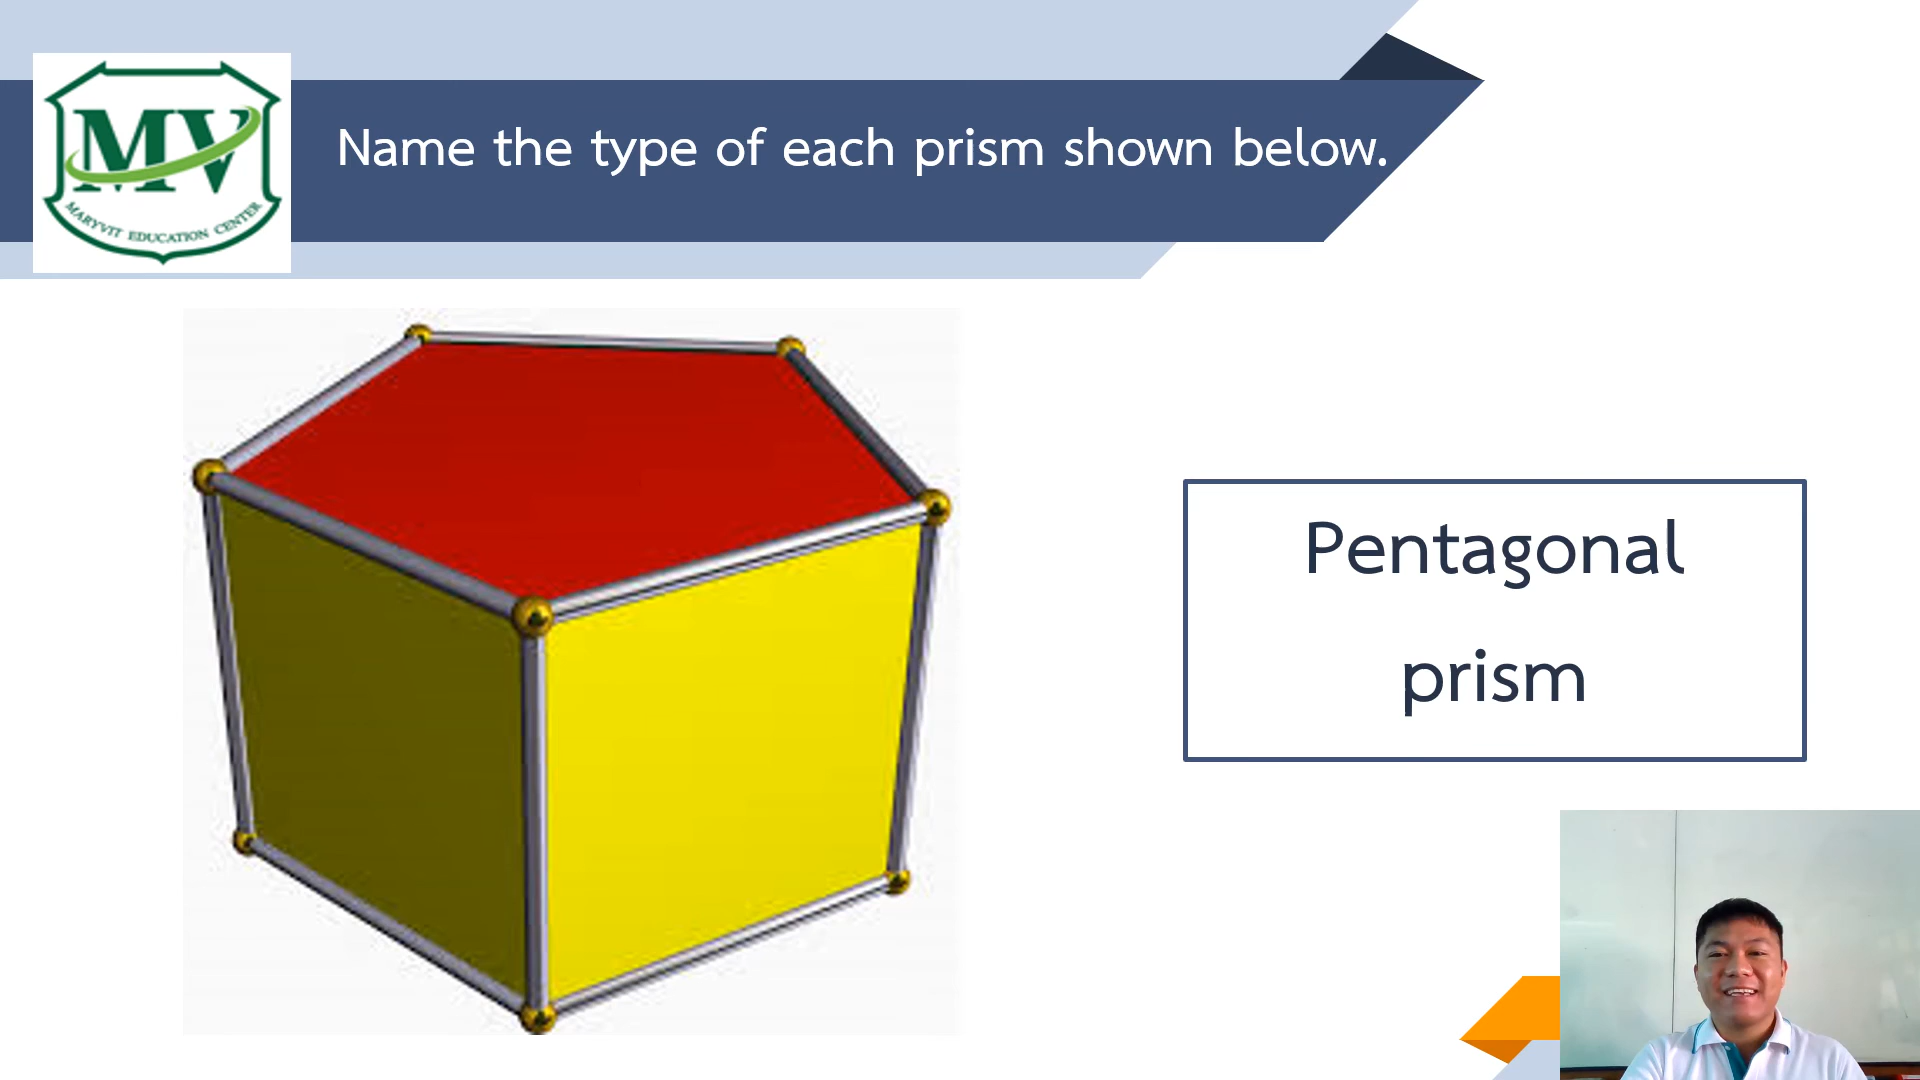 MV
MARYVIT EDUCATION CENTER
Name the type of each prism shown below.
Pentagonal
prism